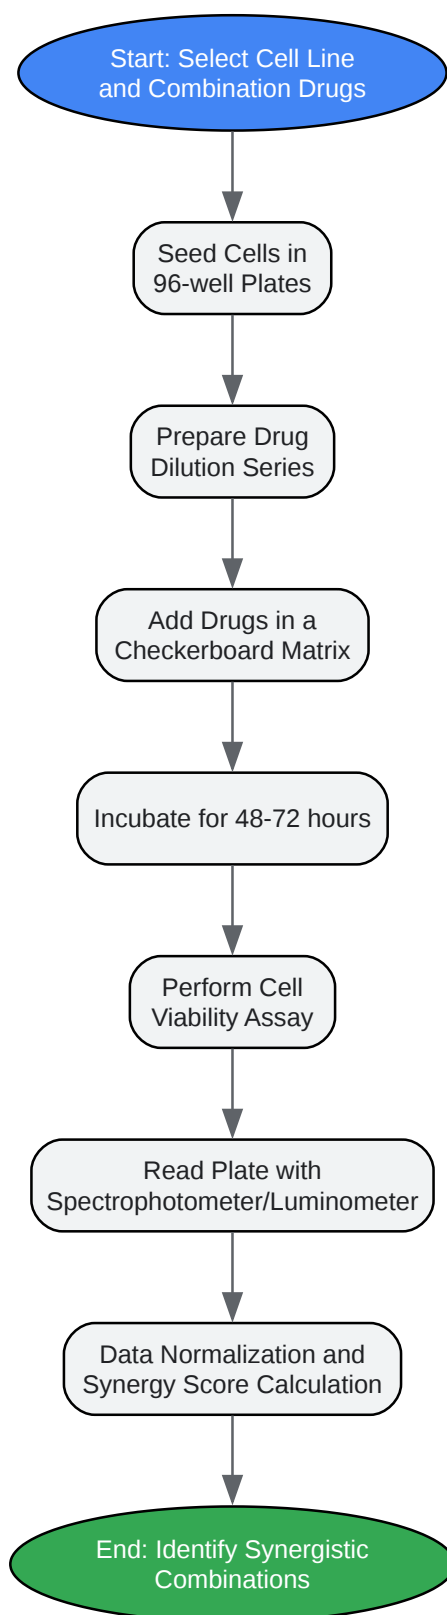 Start: Select Cell Line
and Combination Drugs
Seed Cells in
96-well Plates
Prepare Drug
Dilution Series
Add Drugs in a
Checkerboard Matrix
Incubate for 48-72 hours
Perform Cell
Viability Assay
Read Plate with
Spectrophotometer/Luminometer
Data Normalization and
Synergy Score Calculation
End: Identify Synergistic
Combinations